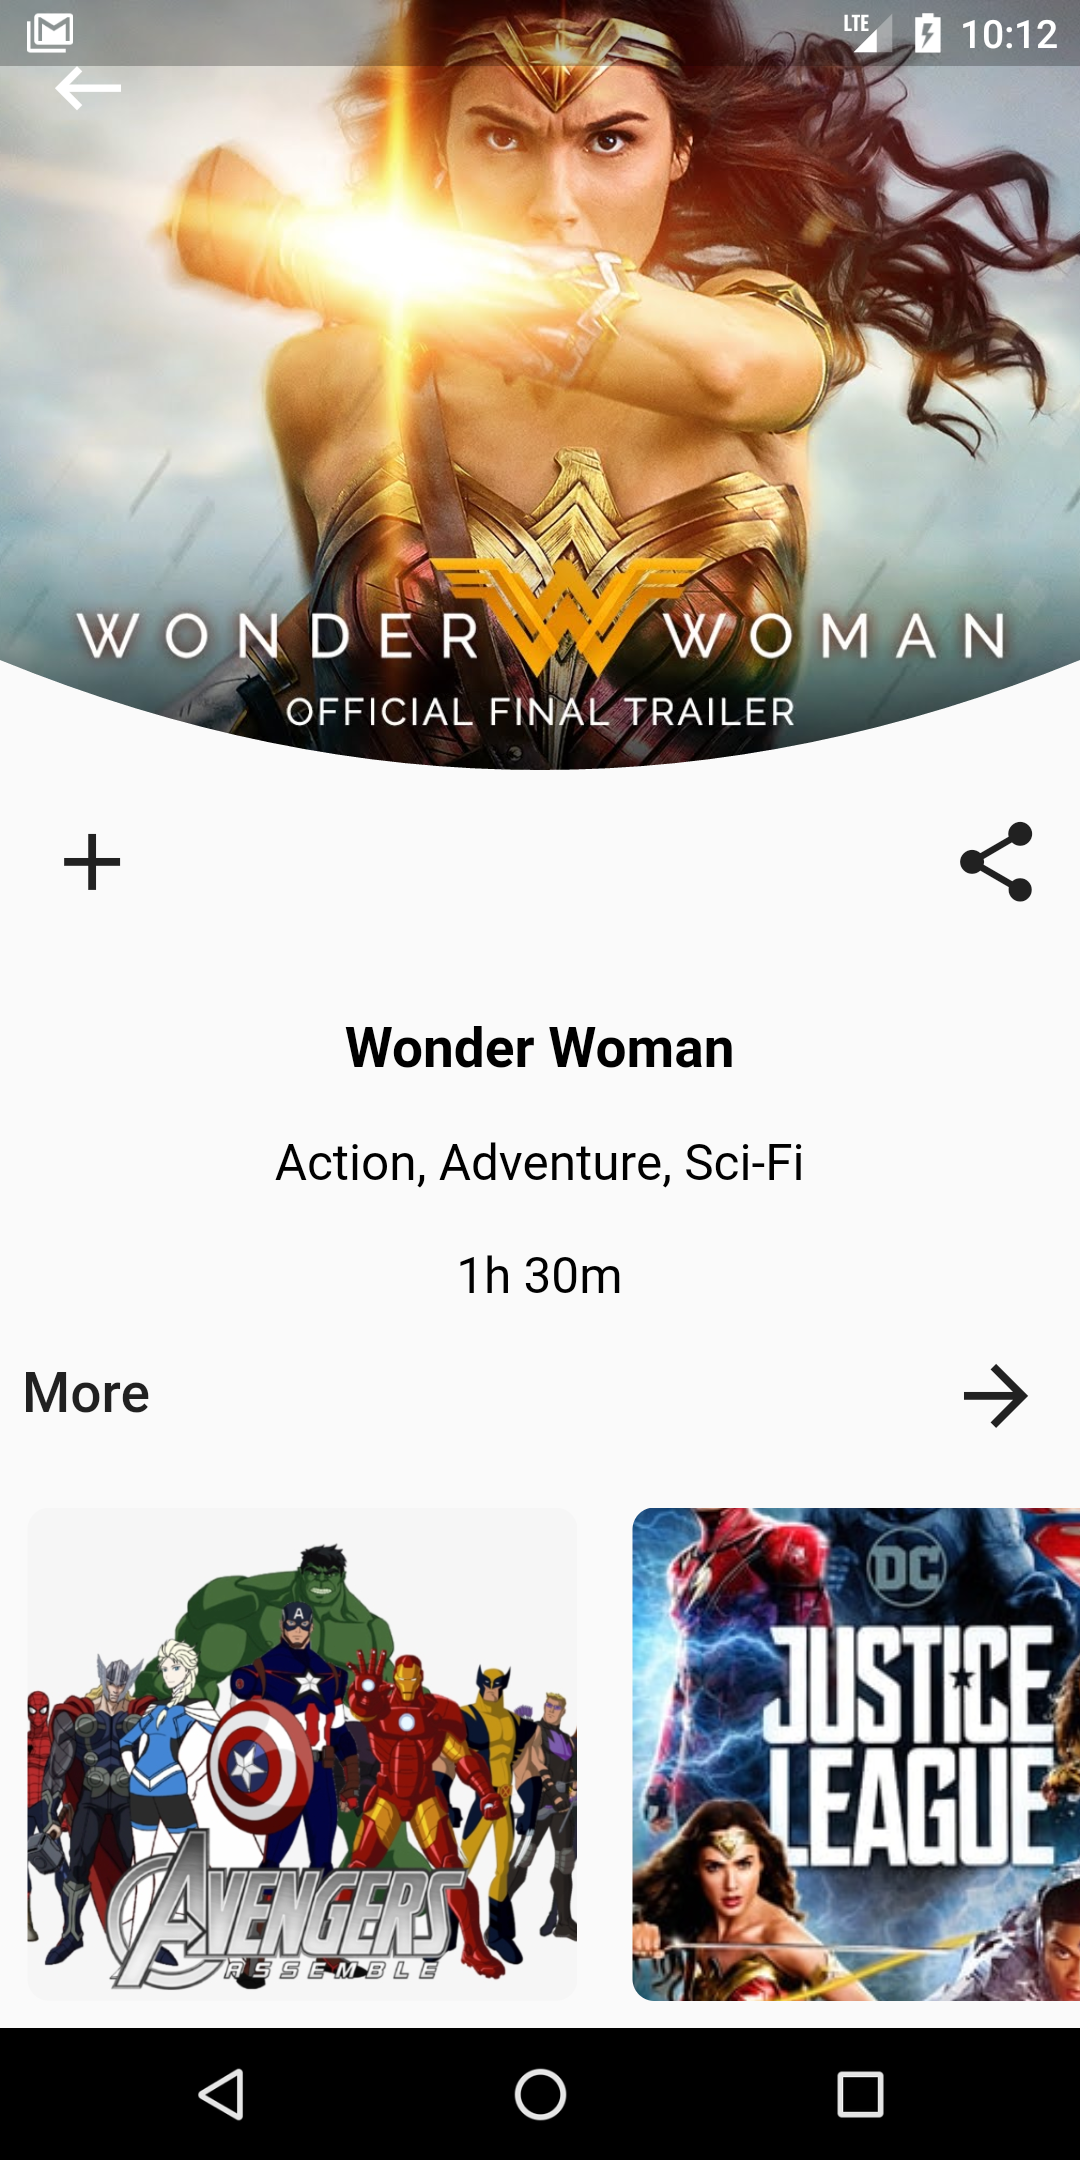 LTE 10:12
WONDER WOMAN
OFFICIAL FINAL TRAILER
Wonder Woman
Action, Adventure, Sci-Fi
1h 30m
More
A
AVENGERS
ASSEMBLE
DC
JUSTICE
LEAGUE